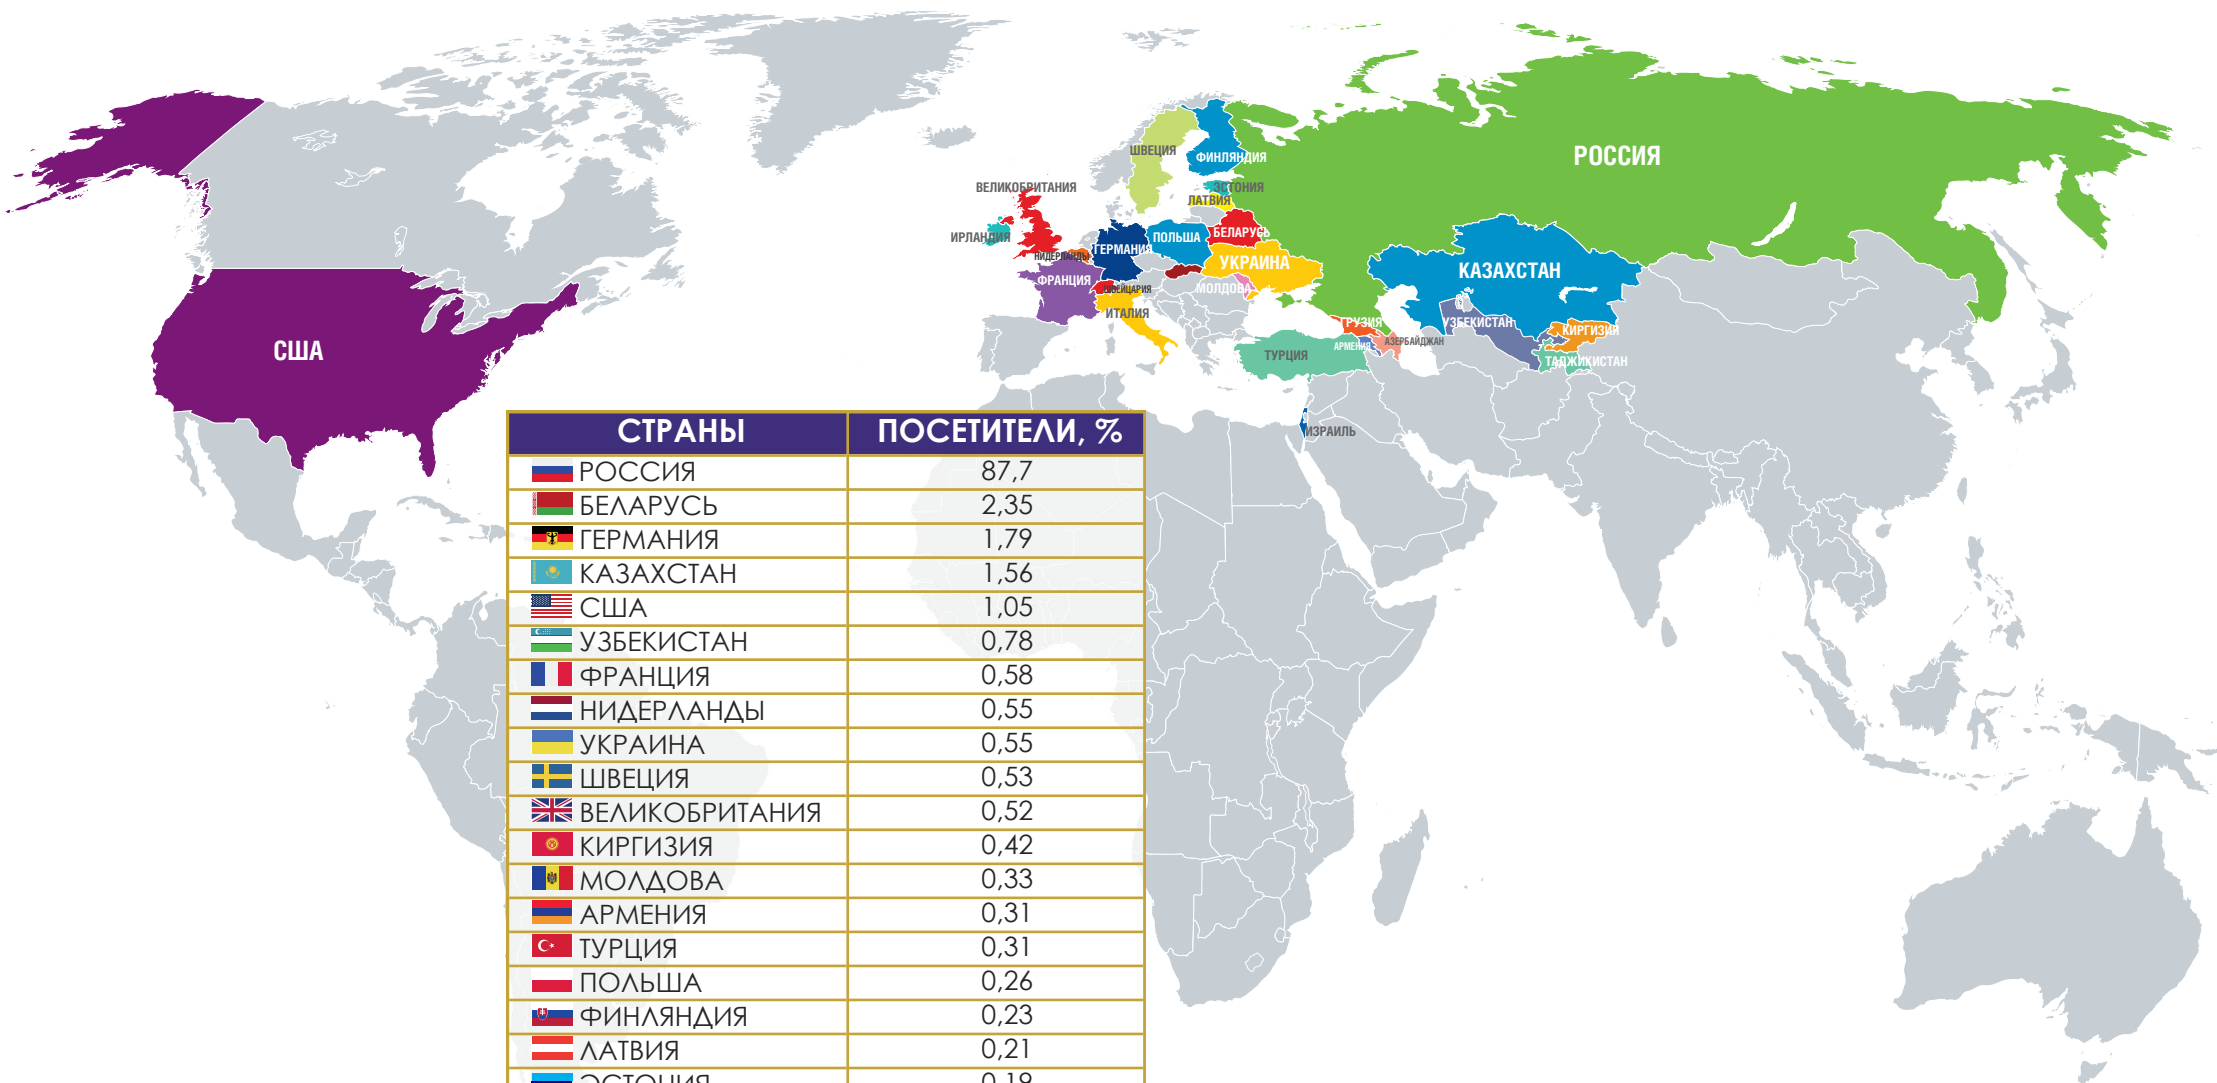 РОССИЯ
ШВЕЦИЯ
ФИНЛЯНДИЯ
ВЕЛИКОБРИТАНИЯ
ЭСТОНИЯ
ЛАТВИЯ
ИРЛАНДИЯ
ГЕРМАНИЯ
ПОЛЬША
БЕЛАРУСЬ
НИДЕРЛАНДЫ
УКРАИНА
КАЗАХСТАН
ФРАНЦИЯ
ШВЕЙЦАРИЯ
МОЛДОВА
ИТАЛИЯ
ГРУЗИЯ
УЗБЕКИСТАН
КИРГИЗИЯ
США
ТУРЦИЯ
АРМЕНИЯ
АЗЕРБАЙДЖАН
ТАДЖИКИСТАН
ИЗРАИЛЬ
СТРАНЫ ПОСЕТИТЕЛИ, %
РОССИЯ 87,7
БЕЛАРУСЬ 2,35
ГЕРМАНИЯ 1,79
КАЗАХСТАН 1,56
США 1,05
УЗБЕКИСТАН 0,78
ФРАНЦИЯ 0,58
НИДЕРЛАНДЫ 0,55
УКРАИНА 0,55
ШВЕЦИЯ 0,53
ВЕЛИКОБРИТАНИЯ 0,52
КИРГИЗИЯ 0,42
МОЛДОВА 0,33
АРМЕНИЯ 0,31
ТУРЦИЯ 0,31
ПОЛЬША 0,26
ФИНЛЯНДИЯ 0,23
ЛАТВИЯ 0,21
ЭСТОНИЯ 0,19